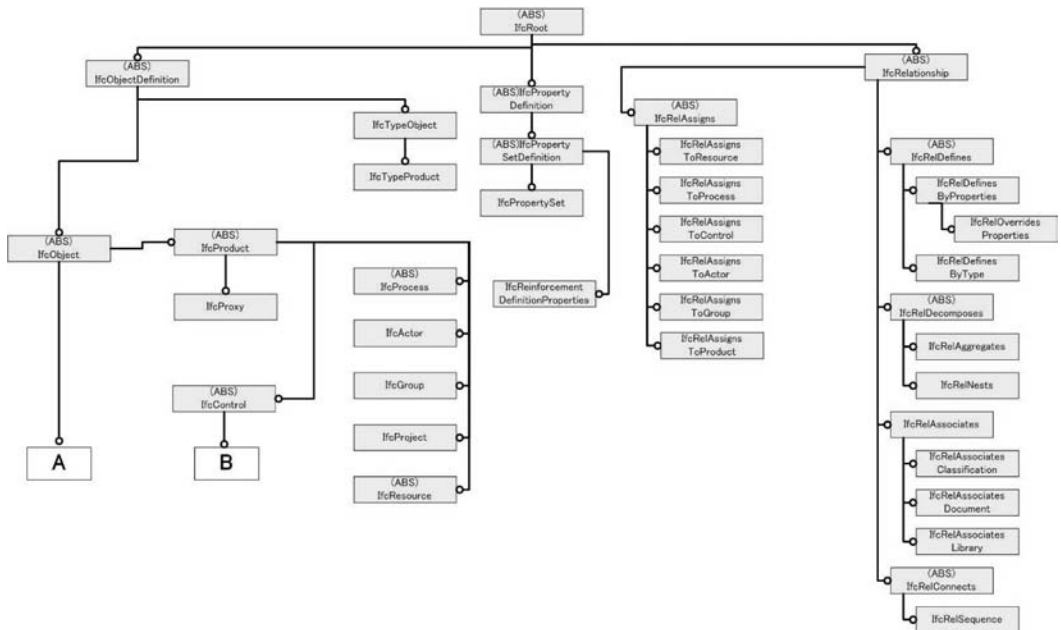 (ABS)
IfcRoot
(ABS)
IfcObjectDefinition
(ABS)
IfcRelationship
(ABS)IfcProperty
Definition
(ABS)
IfcRelAssigns
IfcTypeObject
(ABS)IfcProperty
SetDefinition
IfcRelAssigns
ToResource
(ABS)
IfcRelDefines
IfcTypeProduct
IfcPropertySet
IfcRelAssigns
ToProcess
IfcRelDefines
ByProperties
(ABS)
IfcObject
(ABS)
IfcProduct
IfcRelAssigns
ToControl
IfcRelOverrides
Properties
(ABS)
IfcProcess
IfcRelAssigns
ToActor
IfcRelDefines
ByType
IfcProxy
IfcReinforcement
DefinitionProperties
IfcRelAssigns
ToGroup
(ABS)
IfcRelDecomposes
IfcActor
IfcRelAssigns
ToProduct
IfcRelAggregates
(ABS)
IfcControl
IfcGroup
IfcRelNests
IfcProject
IfcRelAssociates
A
B
IfcRelAssociates
Classification
(ABS)
IfcResource
IfcRelAssociates
Document
IfcRelAssociates
Library
(ABS)
IfcRelConnects
IfcRelSequence